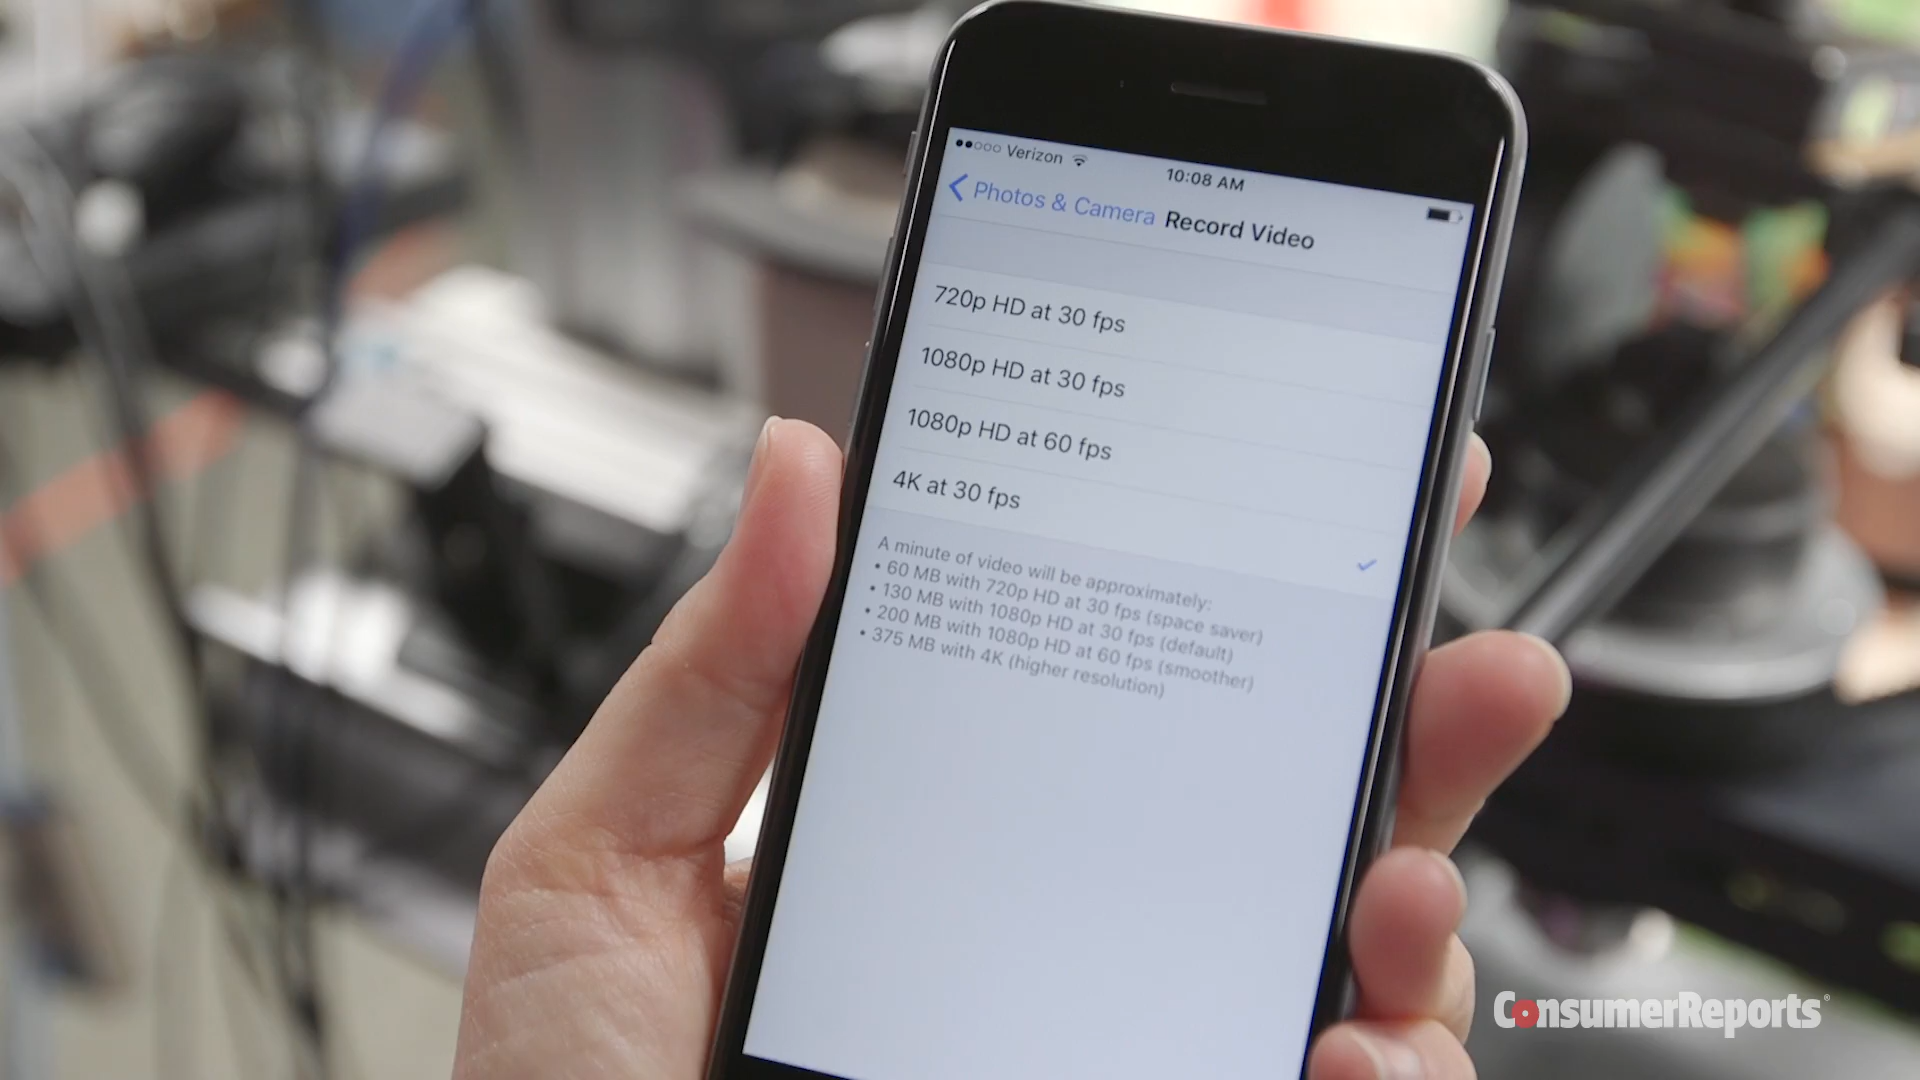 Verizon
10:08 AM
Photos & Camera Record Video
720p HD at 30 fps
1080p HD at 30 fps
1080p HD at 60 fps
4K at 30 fps
A minute of video will be approximately:
• 60 MB with 720p HD at 30 fps (space saver)
• 130 MB with 1080p HD at 30 fps (default)
• 200 MB with 1080p HD at 60 fps (smoother)
• 375 MB with 4K (higher resolution)
ConsumerReports®